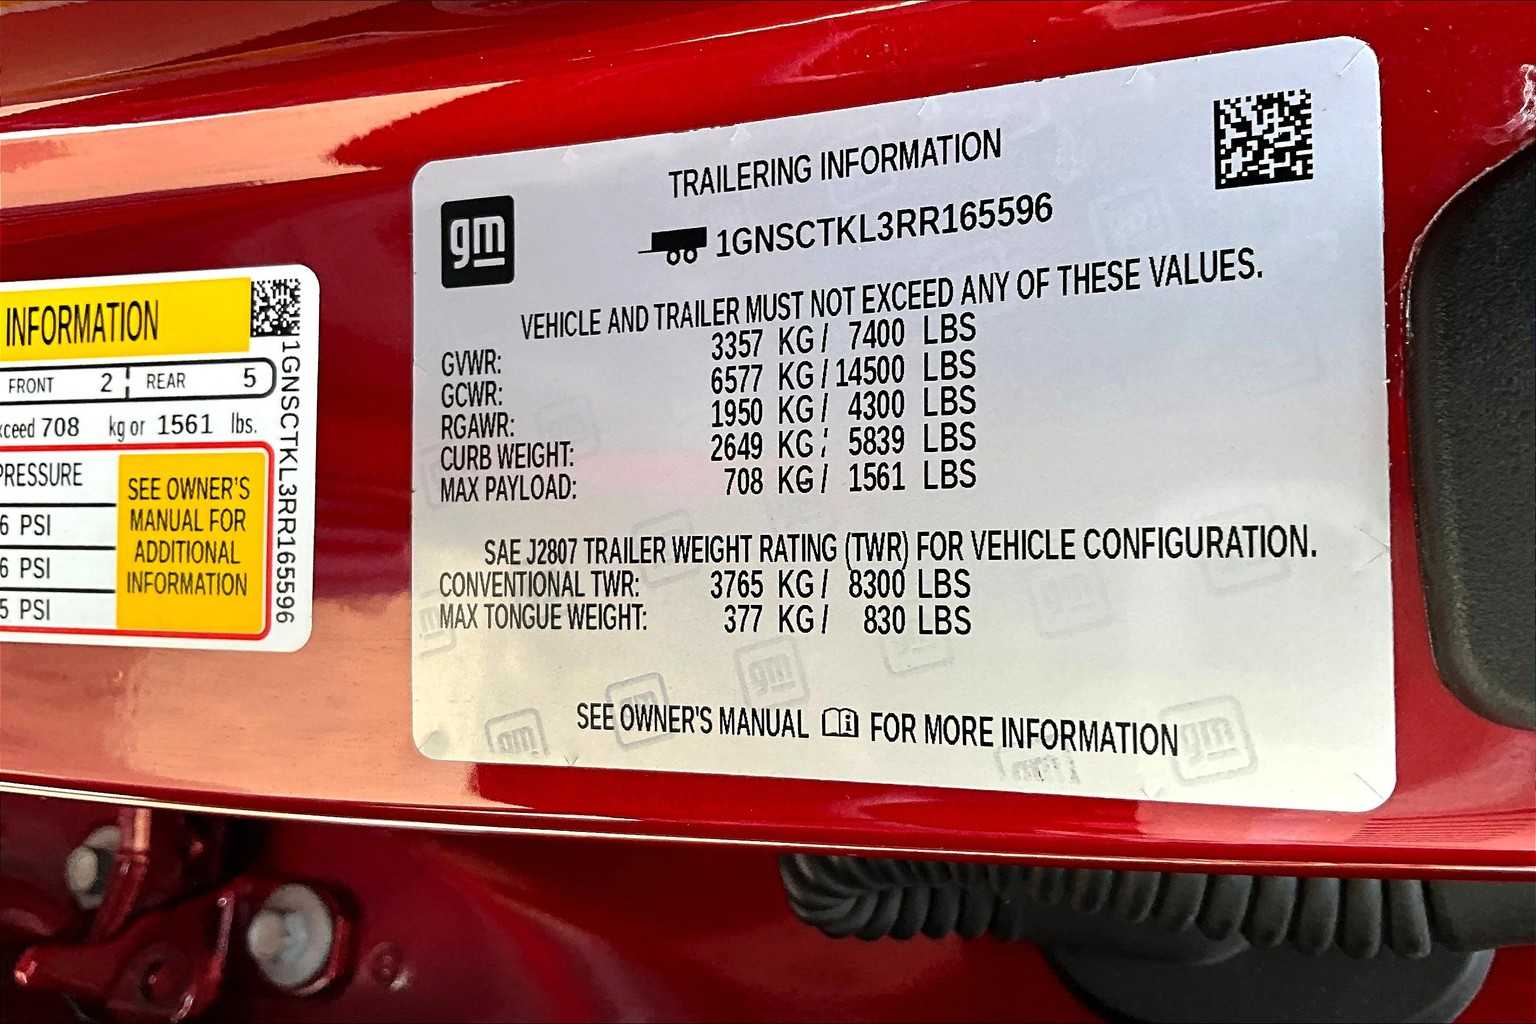 INFORMATION
FRONT 2 REAR 5
xceed 708 kg or 1561 lbs.
PRESSURE
6 PSI
6 PSI
5 PSI
SEE OWNER'S
MANUAL FOR
ADDITIONAL
INFORMATION
1GNSCTKL3RR165596
gm
TRAILERING INFORMATION
1GNSCTKL3RR165596
VEHICLE AND TRAILER MUST NOT EXCEED ANY OF THESE VALUES.
GVWR: 3357 KG / 7400 LBS
GCWR: 6577 KG / 14500 LBS
RGAWR: 1950 KG / 4300 LBS
CURB WEIGHT: 2649 KG / 5839 LBS
MAX PAYLOAD: 708 KG / 1561 LBS
SAE J2807 TRAILER WEIGHT RATING (TWR) FOR VEHICLE CONFIGURATION.
CONVENTIONAL TWR: 3765 KG / 8300 LBS
MAX TONGUE WEIGHT: 377 KG / 830 LBS
SEE OWNER'S MANUAL FOR MORE INFORMATION